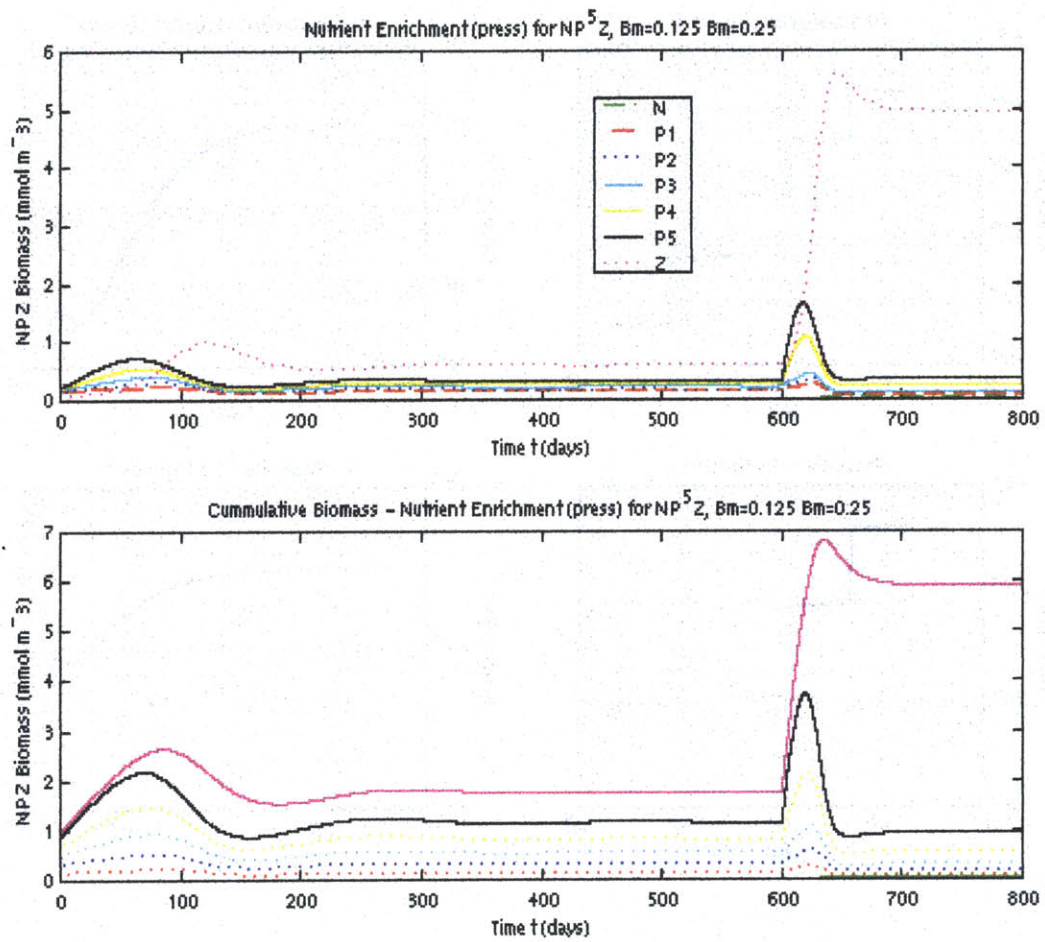 Nutrient Enrichment (press) for NP⁵Z, Bm=0.125 Bm=0.25
NPZ Biomass (mmol m⁻3)
6
5
4
3
2
1
0
N
P1
P2
P3
P4
P5
Z
0 100 200 300 400 500 600 700 800
Time t (days)
Cummulative Biomass – Nutrient Enrichment (press) for NP⁵Z, Bm=0.125 Bm=0.25
NPZ Biomass (mmol m⁻3)
7
6
5
4
3
2
1
0
0 100 200 300 400 500 600 700 800
Time t (days)